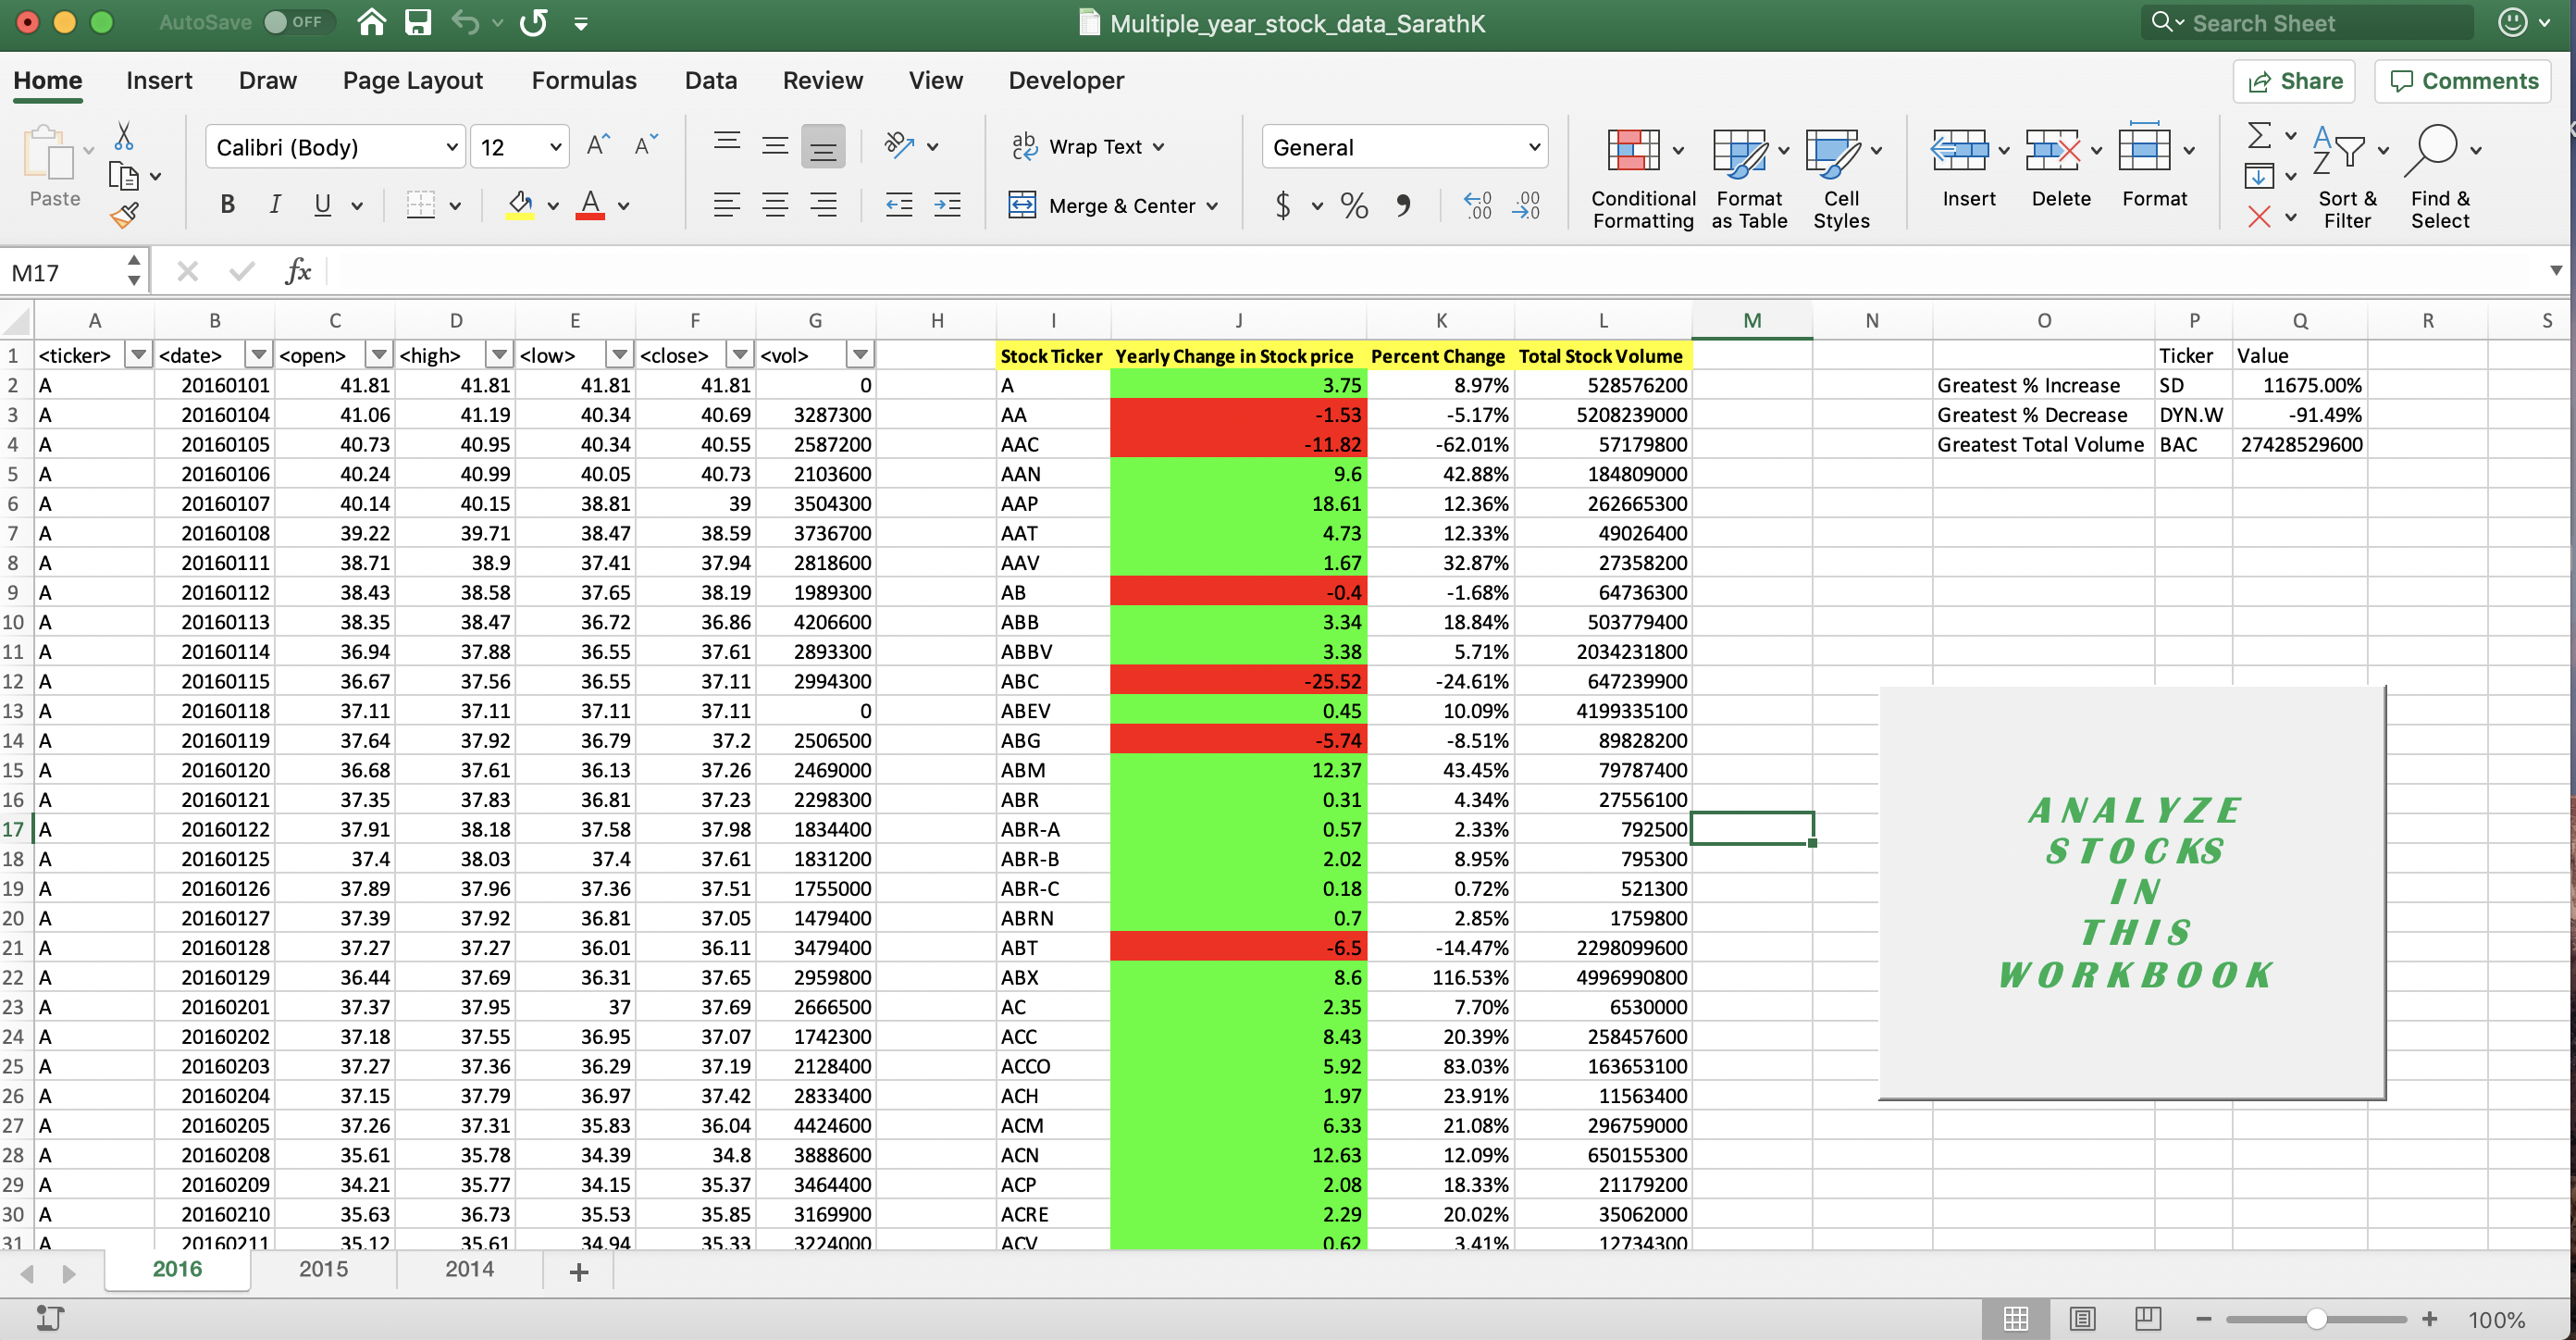 AutoSave OFF Multiple_year_stock_data_SarathK Search Sheet
Home Insert Draw Page Layout Formulas Data Review View Developer Share Comments
Paste Calibri (Body) 12 A A ab c Wrap Text General Conditional Formatting Format as Table Cell Styles Insert Delete Format Sort & Filter Find & Select
B I U A Merge & Center $ % , .00 .0 .00 .0
M17 fx
A B C D E F G H I J K L M N O P Q R S
1 <ticker> <date> <open> <high> <low> <close> <vol> Stock Ticker Yearly Change in Stock price Percent Change Total Stock Volume Ticker Value
2 A 20160101 41.81 41.81 41.81 41.81 0 A 3.75 8.97% 528576200 Greatest % Increase SD 11675.00%
3 A 20160104 41.06 41.19 40.34 40.69 3287300 AA -1.53 -5.17% 5208239000 Greatest % Decrease DYN.W -91.49%
4 A 20160105 40.73 40.95 40.34 40.55 2587200 AAC -11.82 -62.01% 57179800 Greatest Total Volume BAC 27428529600
5 A 20160106 40.24 40.99 40.05 40.73 2103600 AAN 9.6 42.88% 184809000
6 A 20160107 40.14 40.15 38.81 39 3504300 AAP 18.61 12.36% 262665300
7 A 20160108 39.22 39.71 38.47 38.59 3736700 AAT 4.73 12.33% 49026400
8 A 20160111 38.71 38.9 37.41 37.94 2818600 AAV 1.67 32.87% 27358200
9 A 20160112 38.43 38.58 37.65 38.19 1989300 AB -0.4 -1.68% 64736300
10 A 20160113 38.35 38.47 36.72 36.86 4206600 ABB 3.34 18.84% 503779400
11 A 20160114 36.94 37.88 36.55 37.61 2893300 ABBV 3.38 5.71% 2034231800
12 A 20160115 36.67 37.56 36.55 37.11 2994300 ABC -25.52 -24.61% 647239900
13 A 20160118 37.11 37.11 37.11 37.11 0 ABEV 0.45 10.09% 4199335100
14 A 20160119 37.64 37.92 36.79 37.2 2506500 ABG -5.74 -8.51% 89828200
15 A 20160120 36.68 37.61 36.13 37.26 2469000 ABM 12.37 43.45% 79787400
16 A 20160121 37.35 37.83 36.81 37.23 2298300 ABR 0.31 4.34% 27556100
17 A 20160122 37.91 38.18 37.58 37.98 1834400 ABR-A 0.57 2.33% 792500
18 A 20160125 37.4 38.03 37.4 37.61 1831200 ABR-B 2.02 8.95% 795300
19 A 20160126 37.89 37.96 37.36 37.51 1755000 ABR-C 0.18 0.72% 521300
20 A 20160127 37.39 37.92 36.81 37.05 1479400 ABRN 0.7 2.85% 1759800
21 A 20160128 37.27 37.27 36.01 36.11 3479400 ABT -6.5 -14.47% 2298099600
22 A 20160129 36.44 37.69 36.31 37.65 2959800 ABX 8.6 116.53% 4996990800
23 A 20160201 37.37 37.95 37 37.69 2666500 AC 2.35 7.70% 6530000
24 A 20160202 37.18 37.55 36.95 37.07 1742300 ACC 8.43 20.39% 258457600
25 A 20160203 37.27 37.36 36.29 37.19 2128400 ACCO 5.92 83.03% 163653100
26 A 20160204 37.15 37.79 36.97 37.42 2833400 ACH 1.97 23.91% 11563400
27 A 20160205 37.26 37.31 35.83 36.04 4424600 ACM 6.33 21.08% 296759000
28 A 20160208 35.61 35.78 34.39 34.8 3888600 ACN 12.63 12.09% 650155300
29 A 20160209 34.21 35.77 34.15 35.37 3464400 ACP 2.08 18.33% 21179200
30 A 20160210 35.63 36.73 35.53 35.85 3169900 ACRE 2.29 20.02% 35062000
31 A 20160211 35.12 35.61 34.94 35.33 3224000 ACV 0.62 3.41% 12734300
ANALYZE
STOCKS
IN
THIS
WORKBOOK
2016 2015 2014 +
100%